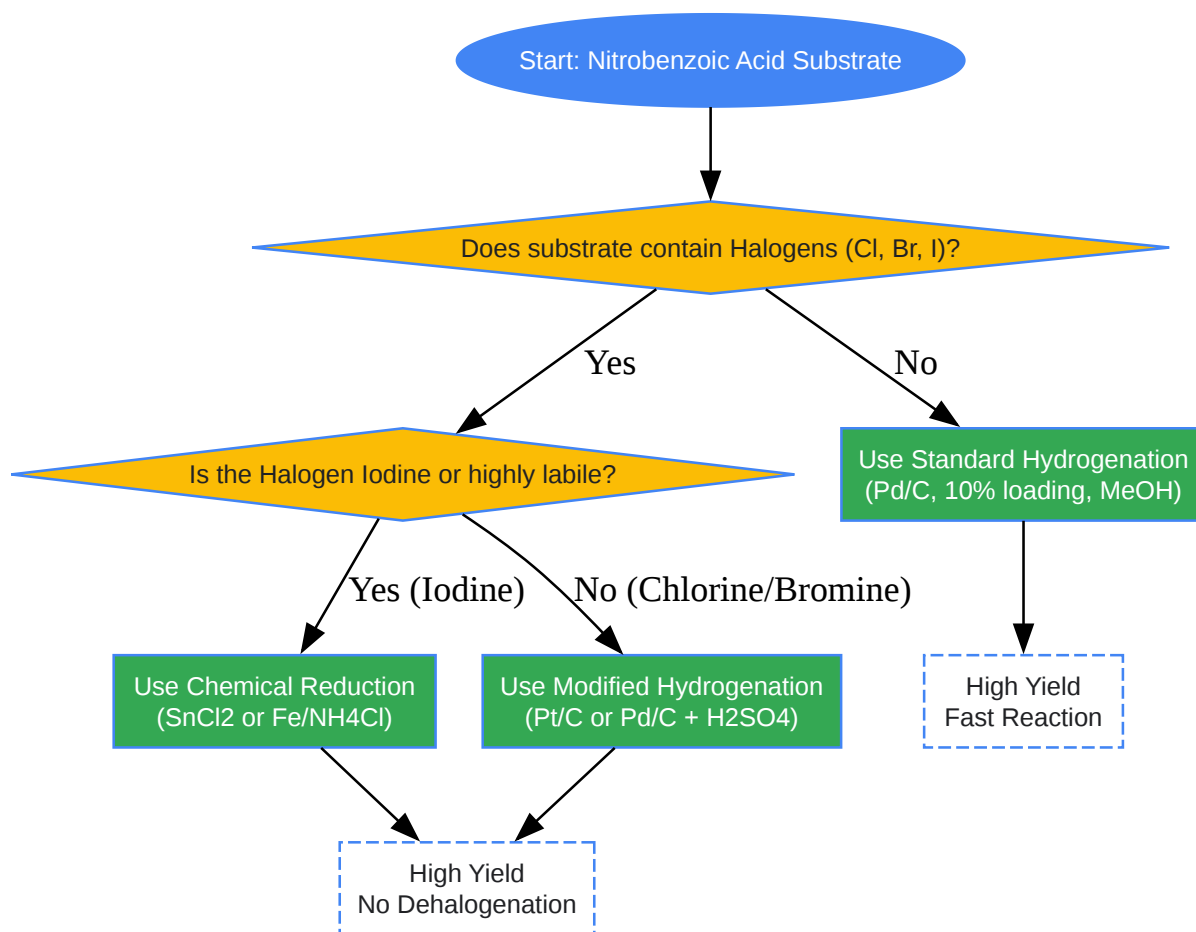 Start: Nitrobenzoic Acid Substrate
Does substrate contain Halogens (Cl, Br, I)?
Yes
No
Is the Halogen Iodine or highly labile?
Use Standard Hydrogenation
(Pd/C, 10% loading, MeOH)
Yes (Iodine)
No (Chlorine/Bromine)
Use Chemical Reduction
(SnCl2 or Fe/NH4Cl)
Use Modified Hydrogenation
(Pt/C or Pd/C + H2SO4)
High Yield
Fast Reaction
High Yield
No Dehalogenation